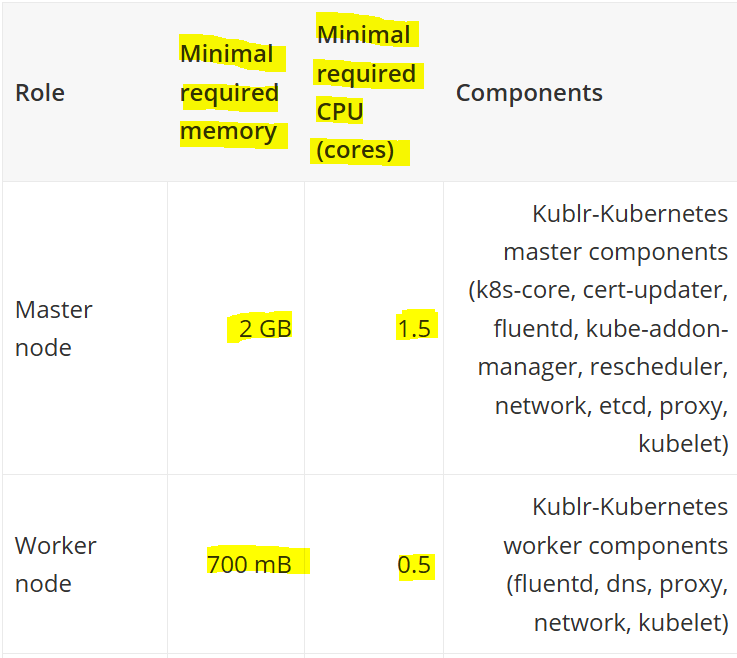 Role
Minimal
required
memory
Minimal
required
CPU
(cores)
Components
Master
node
2 GB
1.5
Kublr-Kubernetes
master components
(k8s-core, cert-updater,
fluentd, kube-addon-
manager, rescheduler,
network, etcd, proxy,
kubelet)
Worker
node
700 mB
0.5
Kublr-Kubernetes
worker components
(fluentd, dns, proxy,
network, kubelet)